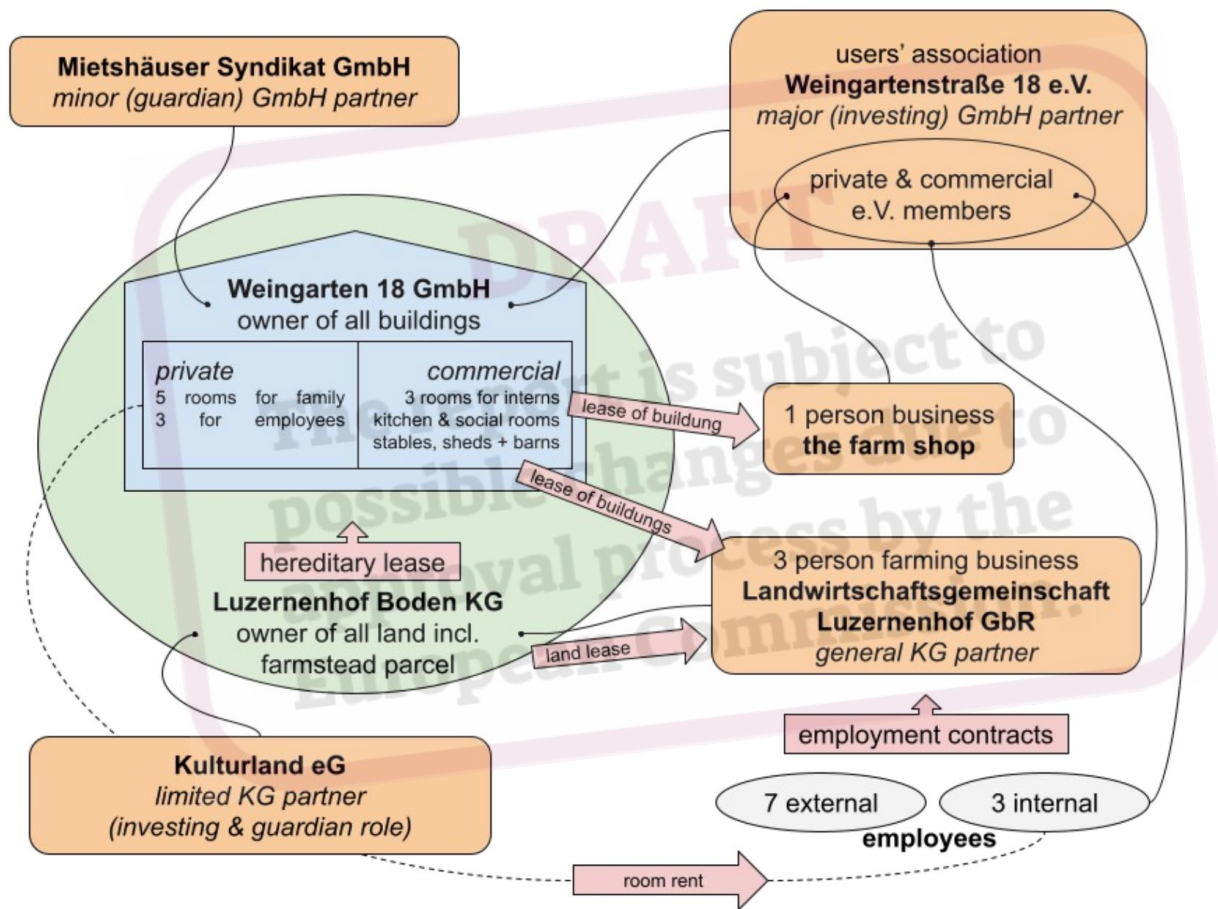 Mietshäuser Syndikat GmbH
minor (guardian) GmbH partner
users' association
Weingartenstraße 18 e.V.
major (investing) GmbH partner
private & commercial
e.V. members
Weingarten 18 GmbH
owner of all buildings
private
5 rooms for family
3 for employees
commercial
3 rooms for interns
kitchen & social rooms
stables, sheds + barns
lease of buildung
1 person business
the farm shop
lease of buildings
hereditary lease
Luzernenhof Boden KG
owner of all land incl.
farmstead parcel
land lease
3 person farming business
Landwirtschaftsgemeinschaft
Luzernenhof GbR
general KG partner
employment contracts
Kulturland eG
limited KG partner
(investing & guardian role)
7 external
3 internal
employees
room rent
DRAFT
The report is subject to
possible changes due to
approval process by the
European Commission.